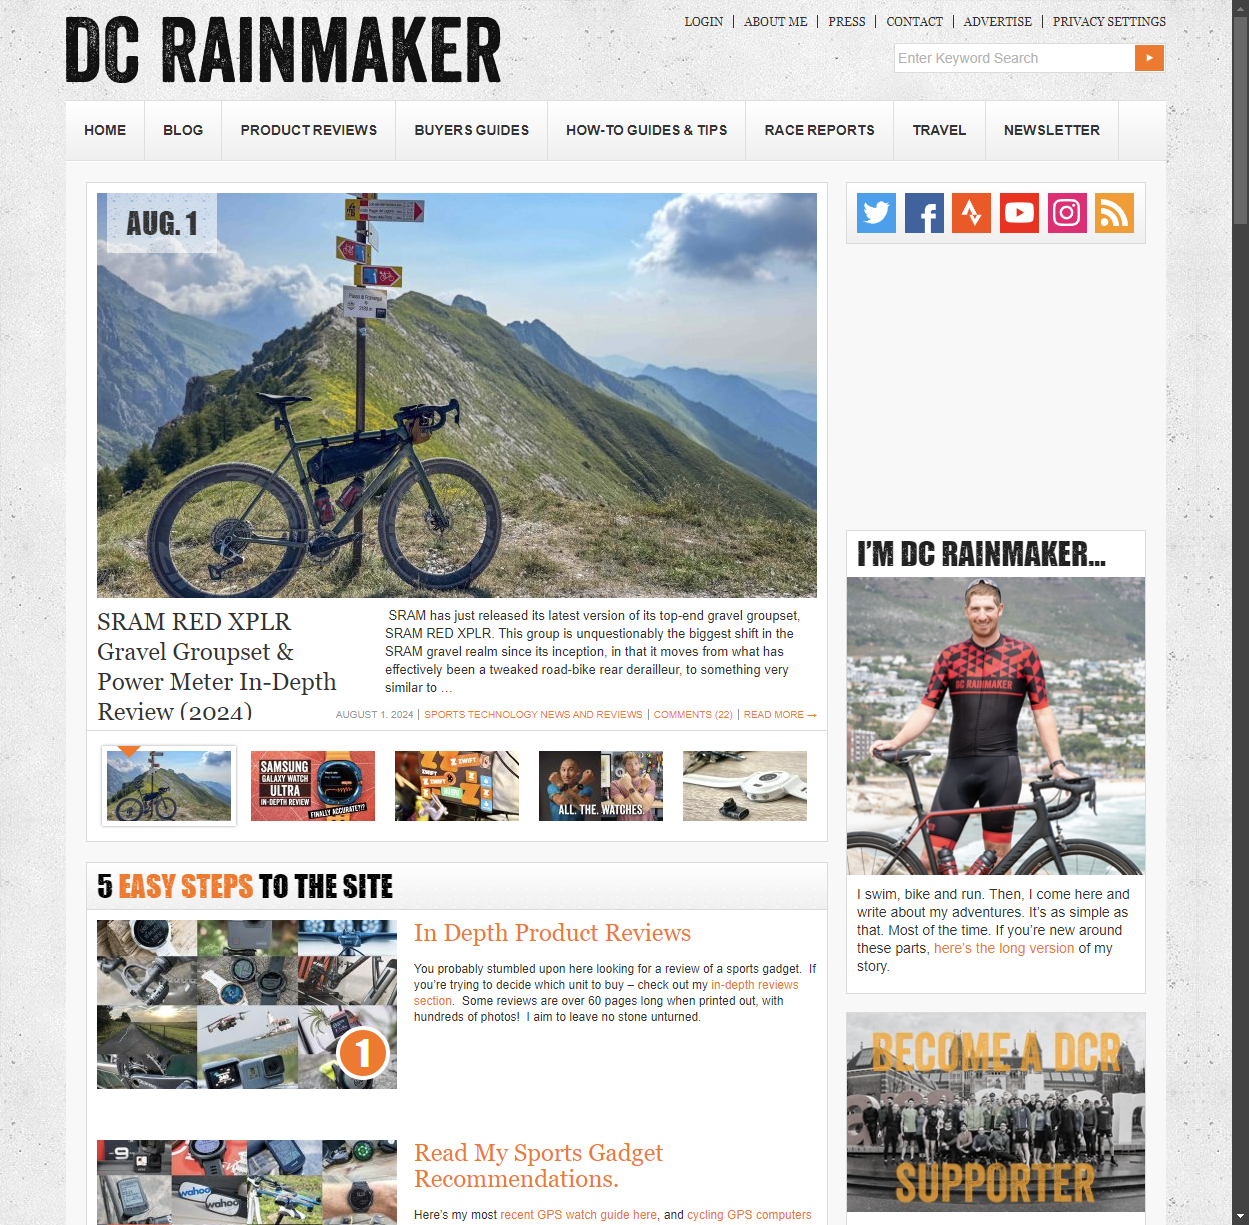 DC RAINMAKER
LOGIN
ABOUT ME
PRESS
CONTACT
ADVERTISE
PRIVACY SETTINGS
Enter Keyword Search
HOME
BLOG
PRODUCT REVIEWS
BUYERS GUIDES
HOW-TO GUIDES & TIPS
RACE REPORTS
TRAVEL
NEWSLETTER
AUG. 1
SRAM RED XPLR
Gravel Groupset &
Power Meter In-Depth
Review (2024)
SRAM has just released its latest version of its top-end gravel groupset,
SRAM RED XPLR. This group is unquestionably the biggest shift in the
SRAM gravel realm since its inception, in that it moves from what has
effectively been a tweaked road-bike rear derailleur, to something very
similar to …
AUGUST 1, 2024 | SPORTS TECHNOLOGY NEWS AND REVIEWS | COMMENTS (22) | READ MORE →
SAMSUNG
GALAXY WATCH
ULTRA
IN-DEPTH REVIEW
FINALLY ACCURATE?!?
ZWIFT
ZWIFT
ALL. THE. WATCHES.
5 EASY STEPS TO THE SITE
1
In Depth Product Reviews
You probably stumbled upon here looking for a review of a sports gadget. If
you're trying to decide which unit to buy – check out my in-depth reviews
section. Some reviews are over 60 pages long when printed out, with
hundreds of photos! I aim to leave no stone unturned.
wahoo
wahoo
Read My Sports Gadget
Recommendations.
Here's my most recent GPS watch guide here, and cycling GPS computers
I'M DC RAINMAKER...
DC RAINMAKER
I swim, bike and run. Then, I come here and
write about my adventures. It's as simple as
that. Most of the time. If you're new around
these parts, here's the long version of my
story.
BECOME A DCR
SUPPORTER